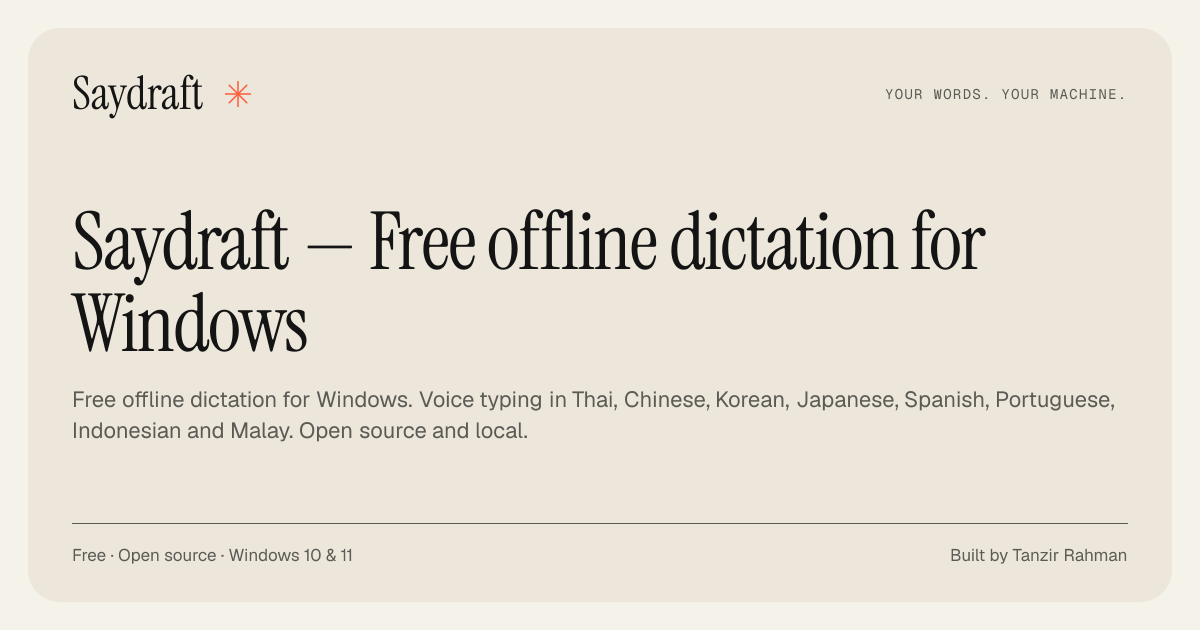 Saydraft
YOUR WORDS. YOUR MACHINE.
Saydraft — Free offline dictation for
Windows
Free offline dictation for Windows. Voice typing in Thai, Chinese, Korean, Japanese, Spanish, Portuguese,
Indonesian and Malay. Open source and local.
Free · Open source · Windows 10 & 11
Built by Tanzir Rahman